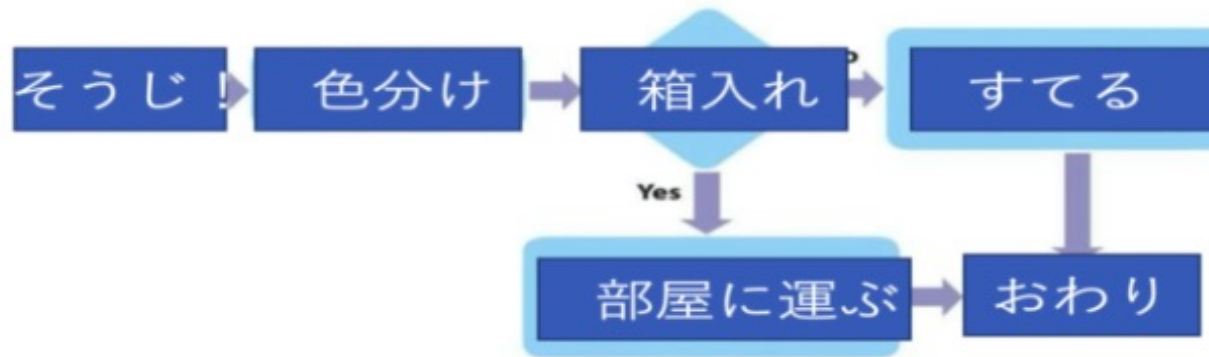 そうじ！
色分け
箱入れ
すてる
Yes
部屋に運ぶ
おわり